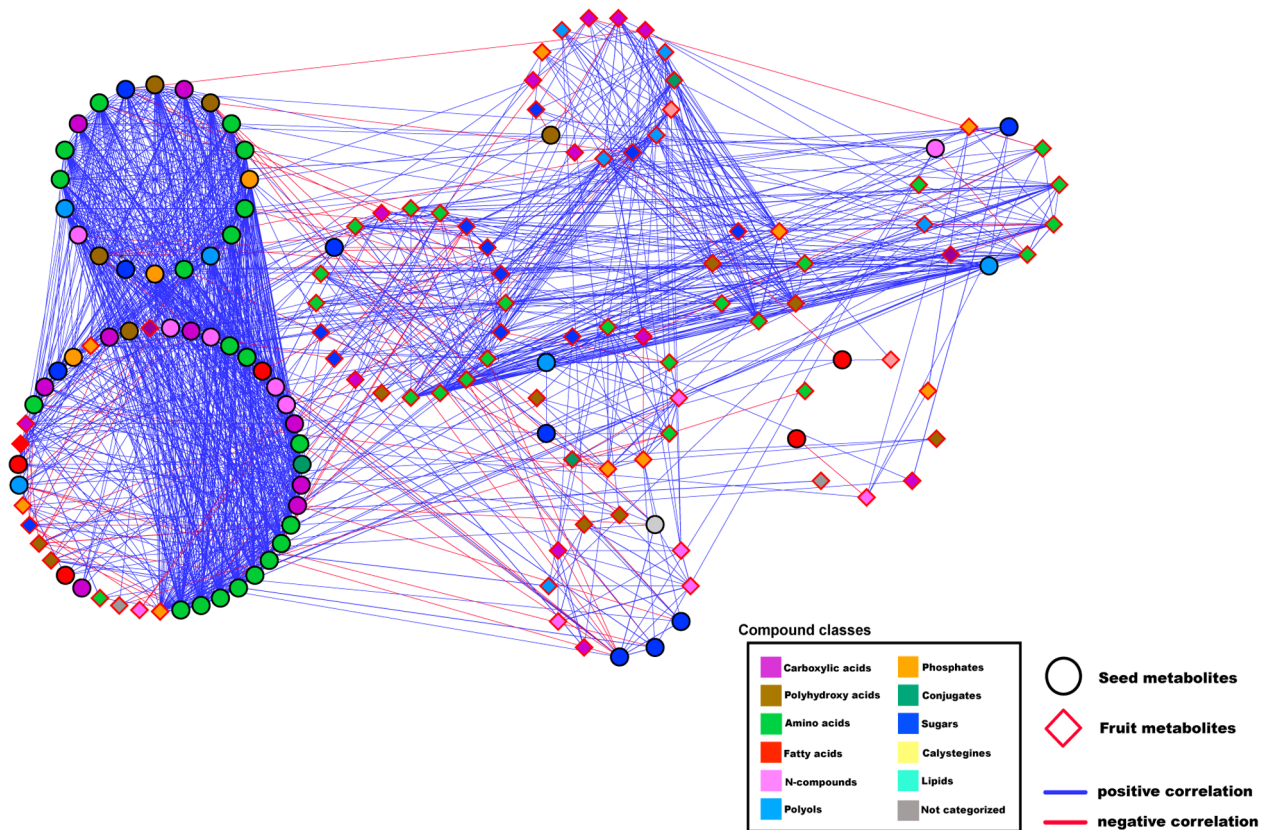 Compound classes
Carboxylic acids
Polyhydroxy acids
Amino acids
Fatty acids
N-compounds
Polyols
Phosphates
Conjugates
Sugars
Calystegines
Lipids
Not categorized
Seed metabolites
Fruit metabolites
positive correlation
negative correlation